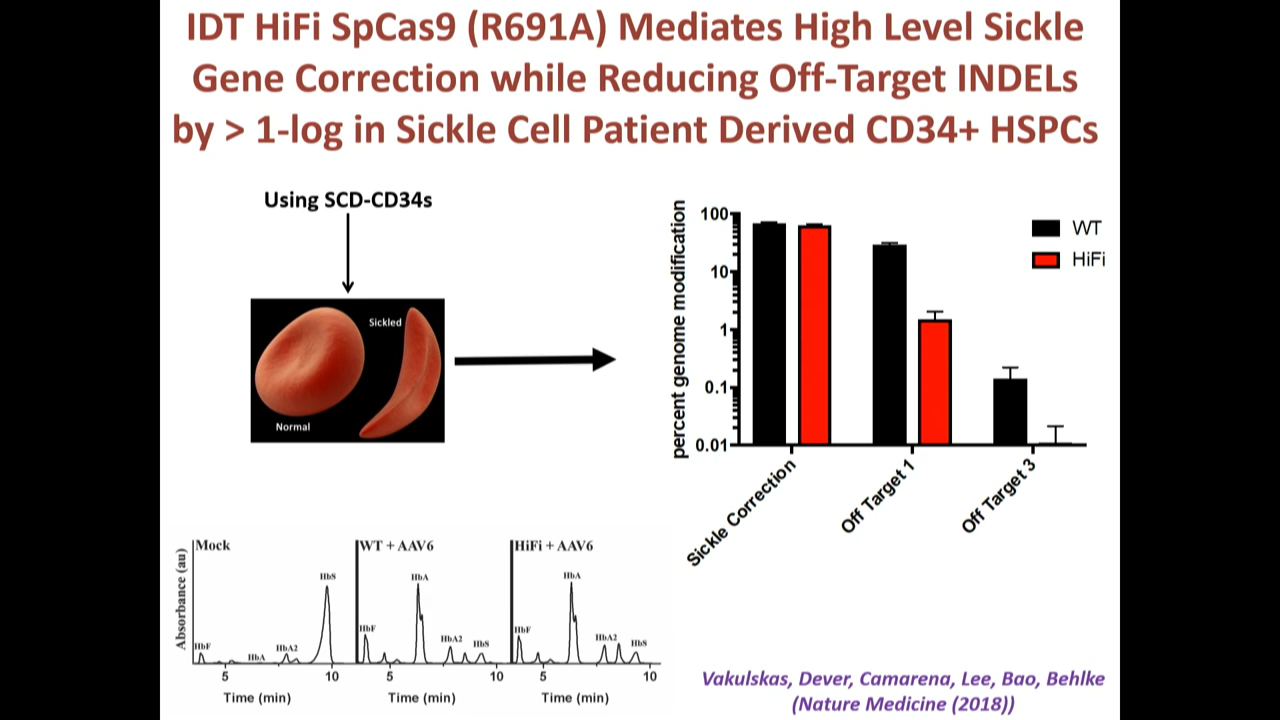 IDT HiFi SpCas9 (R691A) Mediates High Level Sickle
Gene Correction while Reducing Off-Target INDELs
by > 1-log in Sickle Cell Patient Derived CD34+ HSPCs
Using SCD-CD34s
Sickled
Normal
percent genome modification
100
10
1
0.1
0.01
WT
HiFi
Sickle Correction
Off Target 1
Off Target 3
Absorbance (au)
Mock
HbF
HbA
HbA2
HbS
5
10
Time (min)
WT + AAV6
HbF
HbA
HbA2
HbS
5
10
Time (min)
HiFi + AAV6
HbF
HbA
HbA2
HbS
5
10
Time (min)
Vakulskas, Dever, Camarena, Lee, Bao, Behlke
(Nature Medicine (2018))